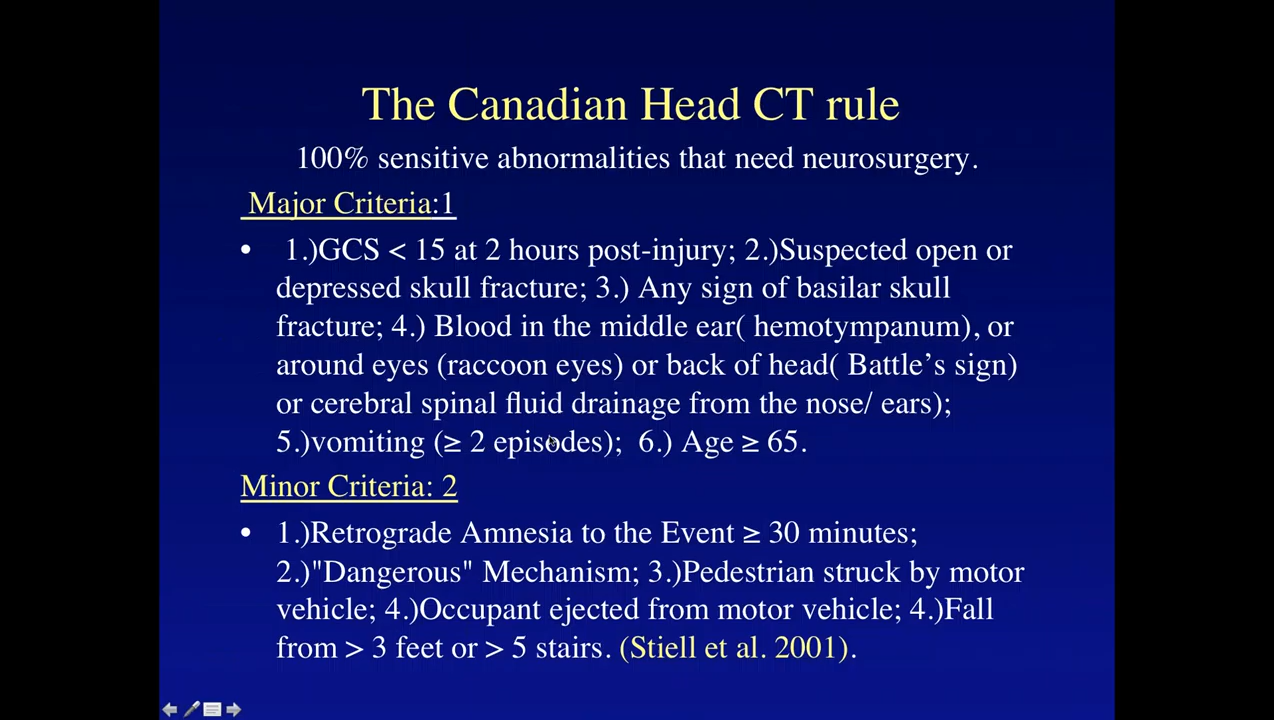 The Canadian Head CT rule
100% sensitive abnormalities that need neurosurgery.
Major Criteria:1
• 1.)GCS < 15 at 2 hours post-injury; 2.)Suspected open or
depressed skull fracture; 3.) Any sign of basilar skull
fracture; 4.) Blood in the middle ear( hemotympanum), or
around eyes (raccoon eyes) or back of head( Battle’s sign)
or cerebral spinal fluid drainage from the nose/ ears);
5.)vomiting (≥ 2 episodes);  6.) Age ≥ 65.
Minor Criteria: 2
• 1.)Retrograde Amnesia to the Event ≥ 30 minutes;
2.)"Dangerous" Mechanism; 3.)Pedestrian struck by motor
vehicle; 4.)Occupant ejected from motor vehicle; 4.)Fall
from > 3 feet or > 5 stairs. (Stiell et al. 2001).